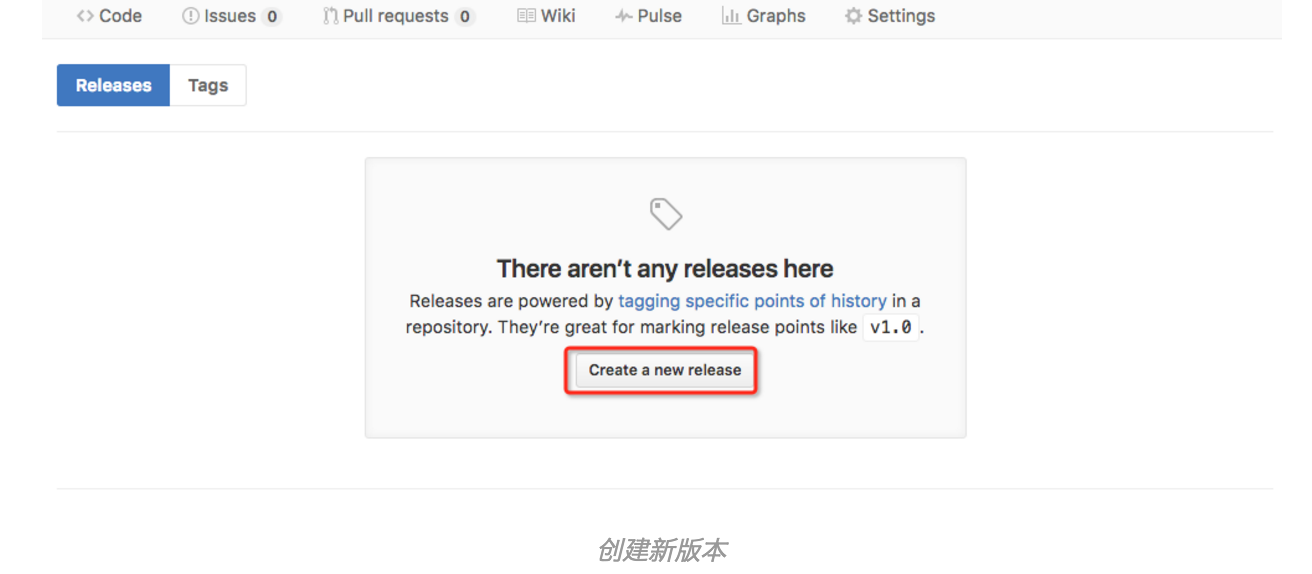 Code Issues 0 Pull requests 0 Wiki Pulse Graphs Settings
Releases Tags
There aren't any releases here
Releases are powered by tagging specific points of history in a
repository. They're great for marking release points like v1.0 .
Create a new release
创建新版本